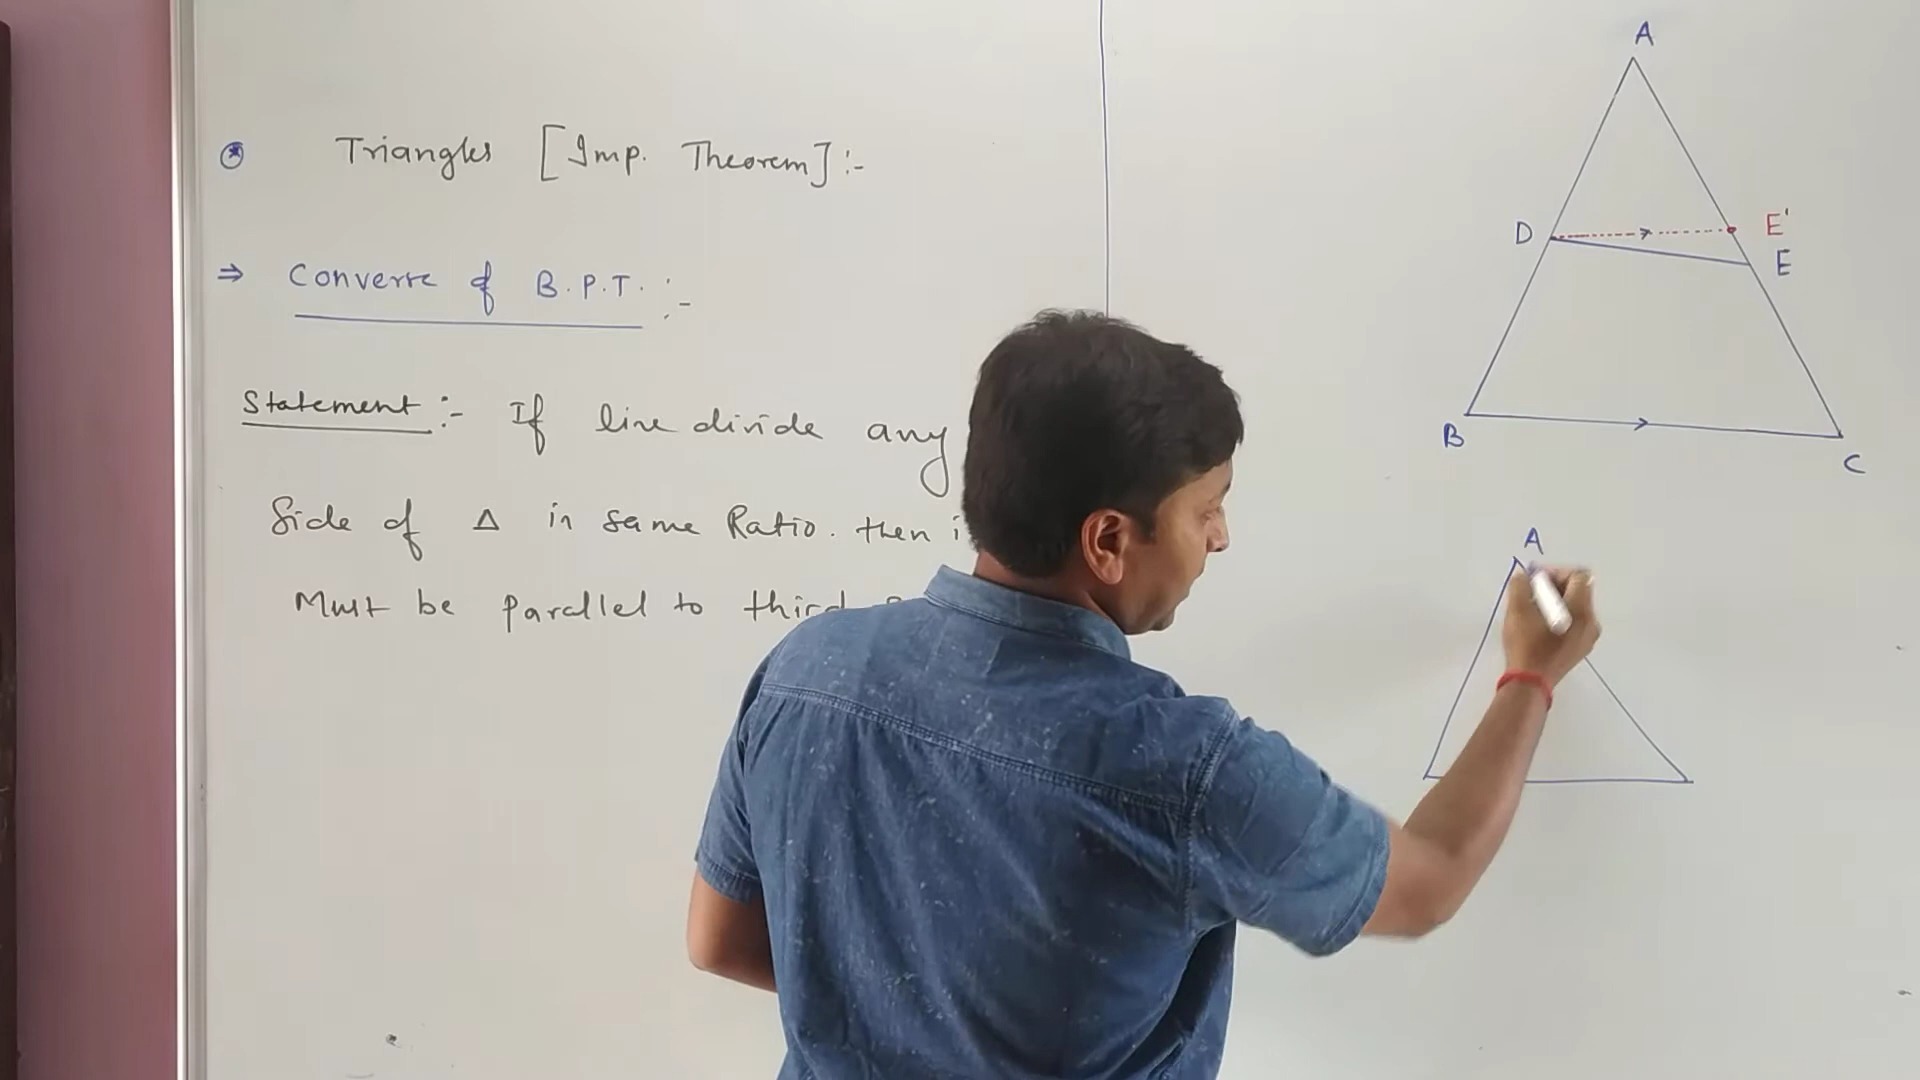 Triangles [Imp. Theorem] :-
⇒ Converse of B.P.T. :-
Statement :- If line divide any
Side of Δ in same Ratio. then
Must be parallel to third
A
D
E'
E
B
C
A